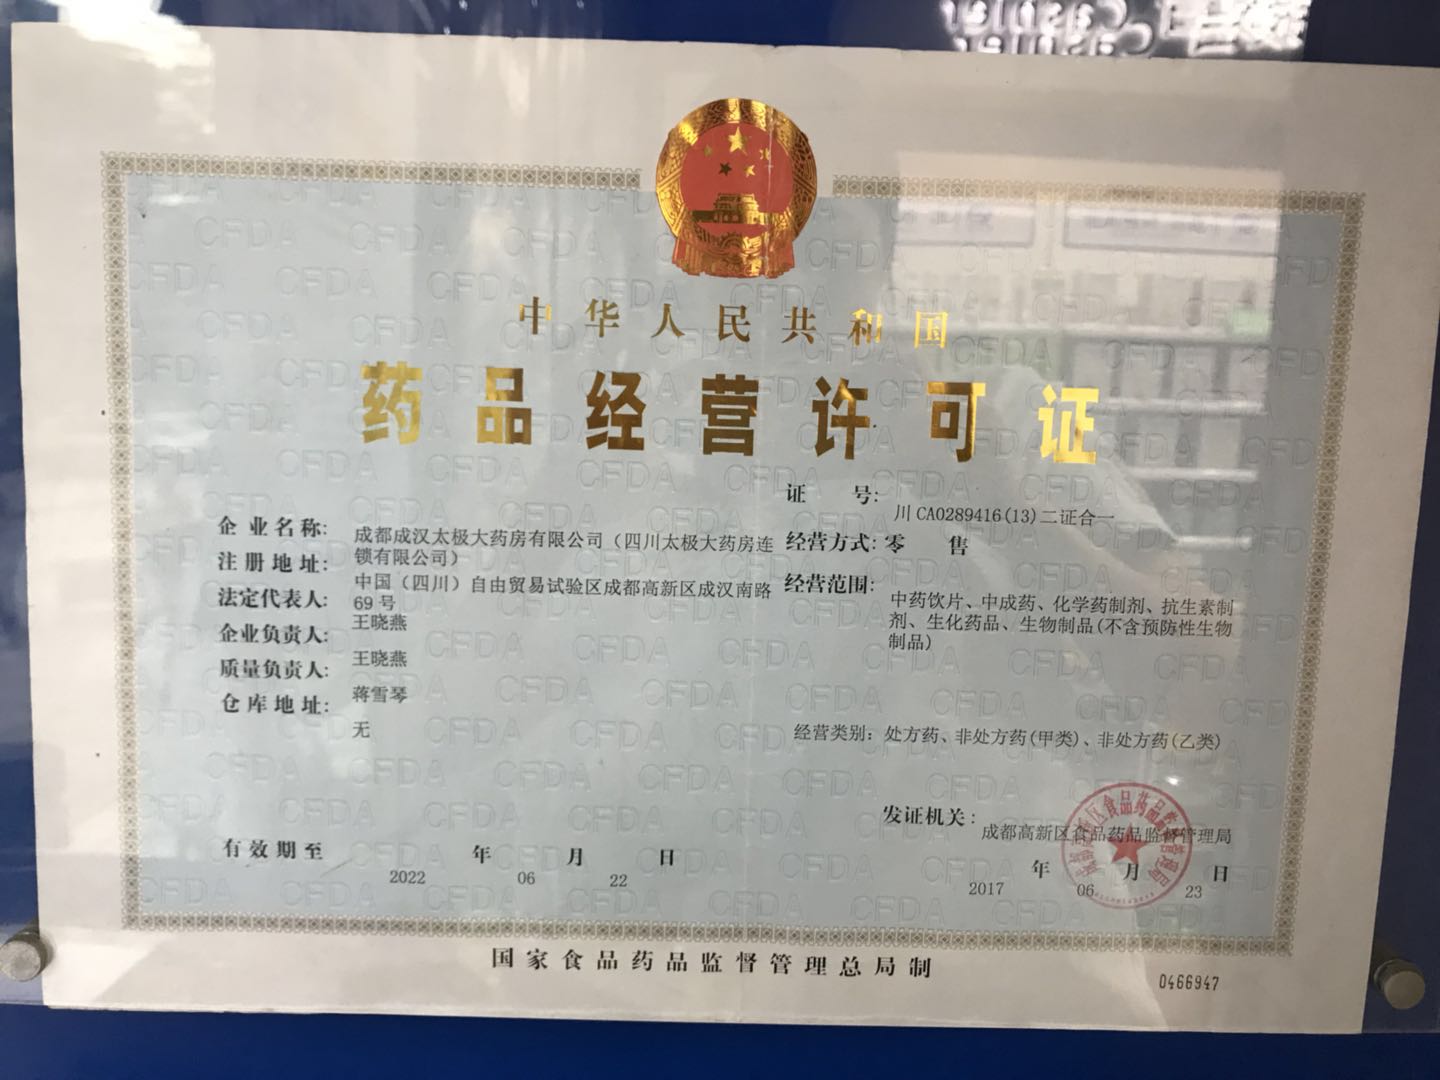 中华人民共和国
药品经营许可证
证 号:
川 CA0289416(13)二证合一
企业名称:
成都成汉太极大药房有限公司（四川太极大药房连
锁有限公司）
经营方式: 零 售
注册地址:
中国（四川）自由贸易试验区成都高新区成汉南路
69 号
经营范围:
中药饮片、中成药、化学药制剂、抗生素制
剂、生化药品、生物制品(不含预防性生物
制品)
法定代表人:
王晓燕
企业负责人:
王晓燕
质量负责人:
蒋雪琴
仓库地址:
无
经营类别: 处方药、非处方药(甲类)、非处方药(乙类)
发证机关:
成都高新区食品药品监督管理局
有效期至 2022 年 06 月 22 日
2017 年 06 月 23 日
国家食品药品监督管理总局制
0466947